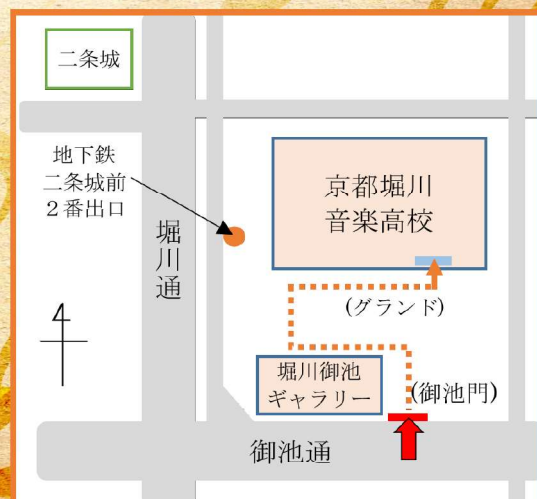 二条城
地下鉄
二条城前
２番出口
堀川通
京都堀川
音楽高校
(グランド)
堀川御池
ギャラリー
(御池門)
御池通